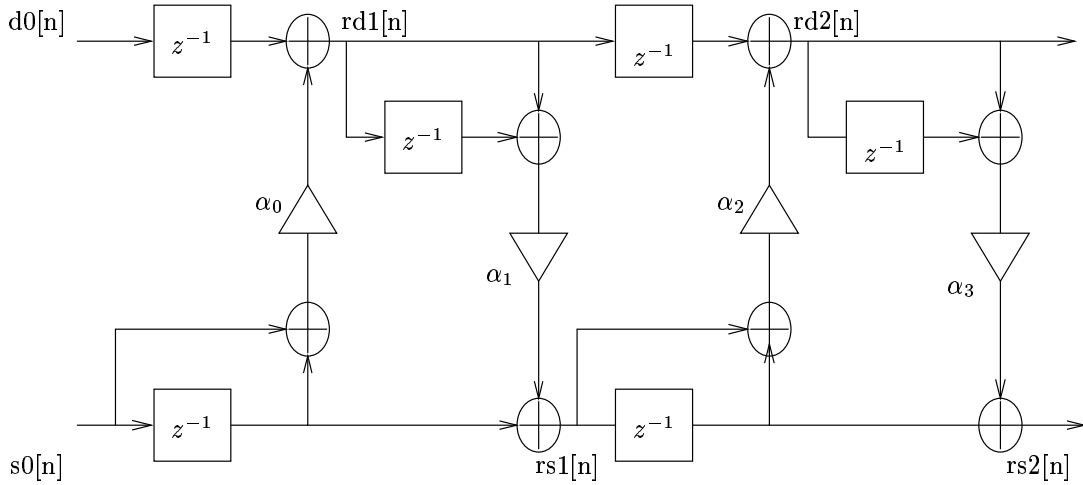 d0[n] rd1[n] rd2[n]
z⁻¹ z⁻¹
z⁻¹ z⁻¹
α₀ α₂
α₁ α₃
z⁻¹ z⁻¹
s0[n] rs1[n] rs2[n]